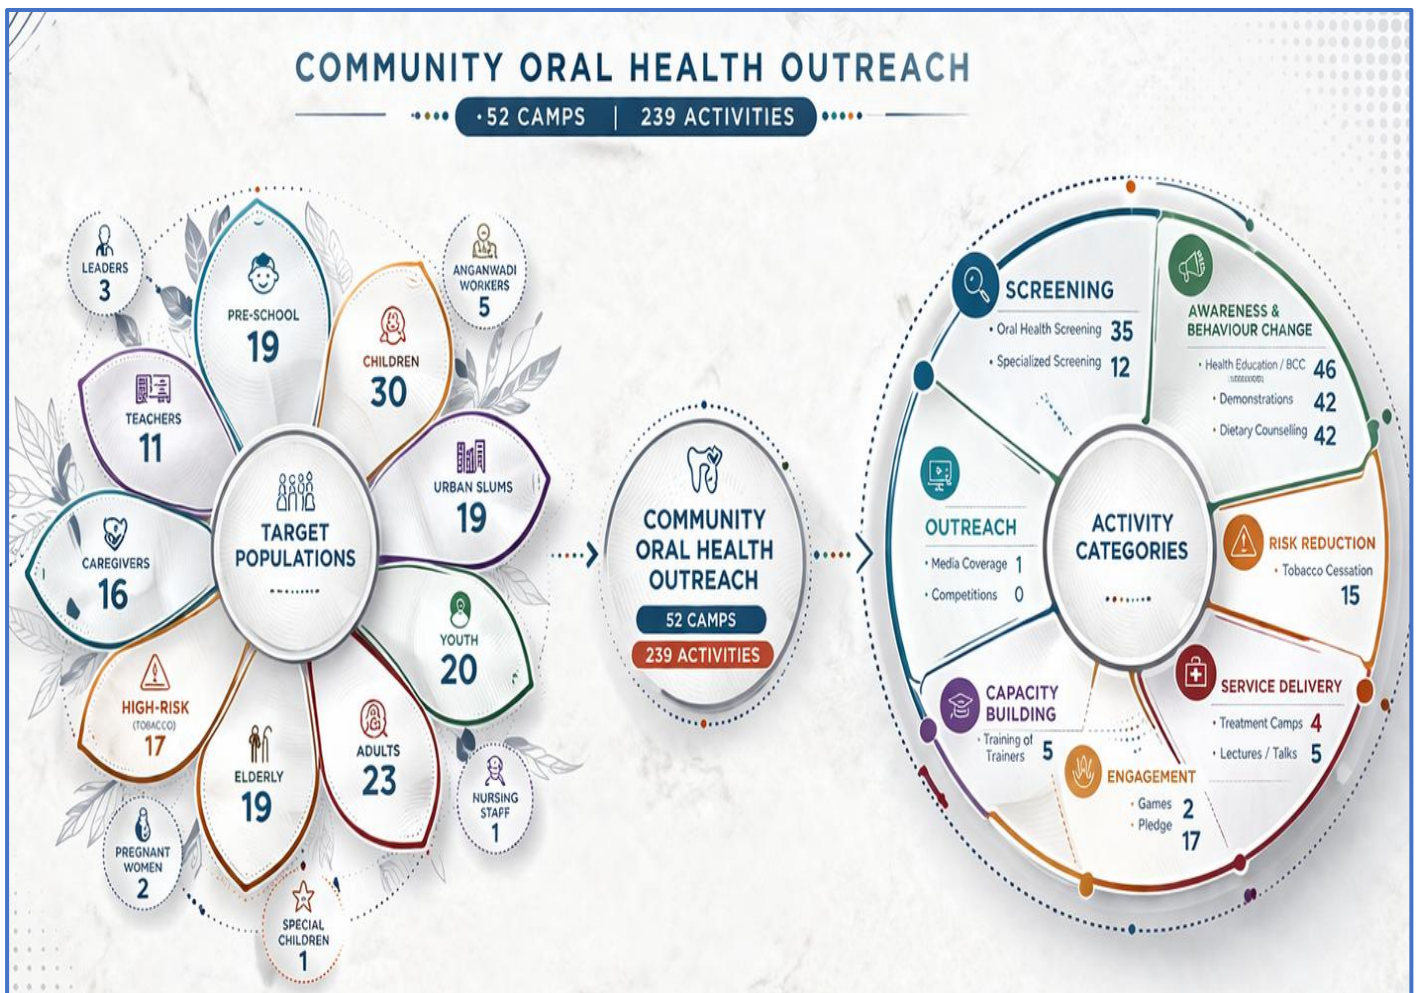 COMMUNITY ORAL HEALTH OUTREACH
• 52 CAMPS | 239 ACTIVITIES
LEADERS
3
PRE-SCHOOL
19
ANGANWADI
WORKERS
5
CHILDREN
30
TEACHERS
11
URBAN SLUMS
19
CAREGIVERS
16
TARGET
POPULATIONS
YOUTH
20
HIGH-RISK
(TOBACCO)
17
ELDERLY
19
ADULTS
23
NURSING
STAFF
1
PREGNANT
WOMEN
2
SPECIAL
CHILDREN
1
COMMUNITY
ORAL HEALTH
OUTREACH
52 CAMPS
239 ACTIVITIES
ACTIVITY
CATEGORIES
SCREENING
• Oral Health Screening 35
• Specialized Screening 12
AWARENESS &
BEHAVIOUR CHANGE
• Health Education / BCC 46
• Demonstrations 42
• Dietary Counselling 42
RISK REDUCTION
• Tobacco Cessation
15
SERVICE DELIVERY
• Treatment Camps 4
• Lectures / Talks 5
ENGAGEMENT
• Games 2
• Pledge
17
CAPACITY
BUILDING
• Training of
Trainers 5
OUTREACH
• Media Coverage 1
• Competitions 0